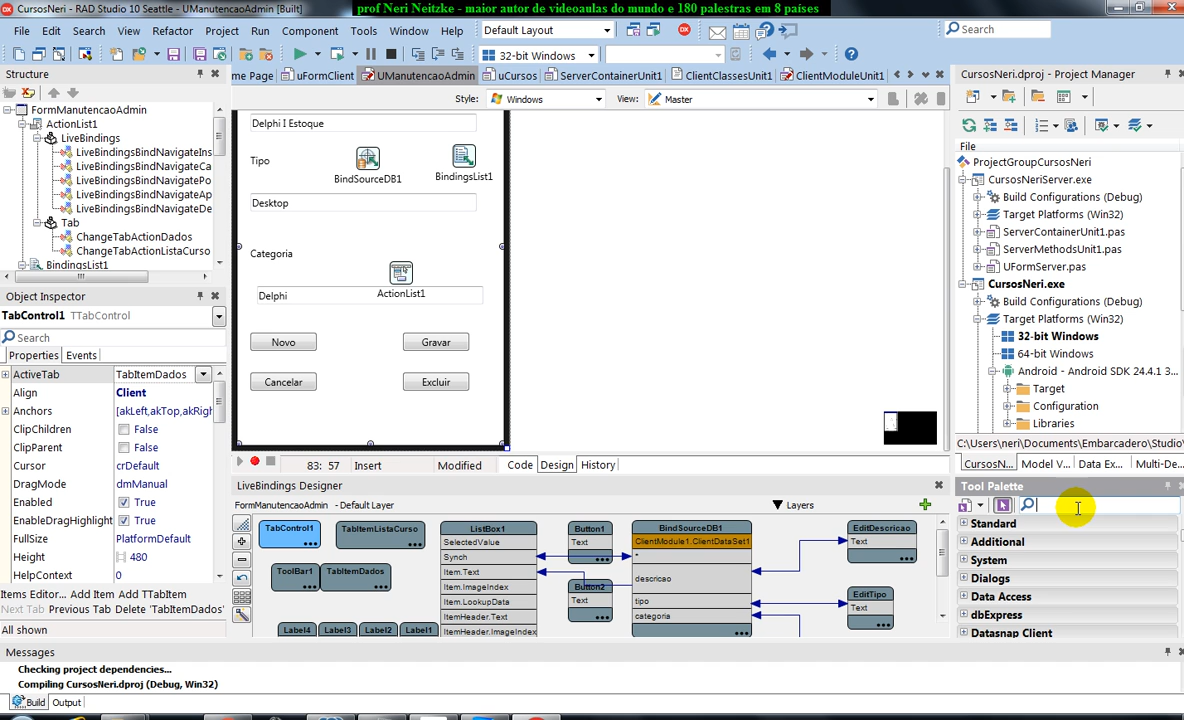 CursosNeri - RAD Studio 10 Seattle - UManutencaoAdmin [Built]
prof Neri Neitzke - maior autor de videoaulas do mundo e 180 palestras em 8 países
File Edit Search View Refactor Project Run Component Tools Window Help
Default Layout
Search
32-bit Windows
Structure
me Page uFormClient UManutencaoAdmin uCursos ServerContainerUnit1 ClientClassesUnit1 ClientModuleUnit1
CursosNeri.dproj - Project Manager
Style: Windows View: Master
FormManutencaoAdmin
ActionList1
LiveBindings
LiveBindingsBindNavigateIns
LiveBindingsBindNavigateCa
LiveBindingsBindNavigatePo
LiveBindingsBindNavigateAp
LiveBindingsBindNavigateDe
Tab
ChangeTabActionDados
ChangeTabActionListaCurso
BindingsList1
Delphi I Estoque
Tipo
BindSourceDB1
BindingsList1
Desktop
Categoria
ActionList1
Delphi
Novo
Gravar
Cancelar
Excluir
File
ProjectGroupCursosNeri
CursosNeriServer.exe
Build Configurations (Debug)
Target Platforms (Win32)
ServerContainerUnit1.pas
ServerMethodsUnit1.pas
UFormServer.pas
CursosNeri.exe
Build Configurations (Debug)
Target Platforms (Win32)
32-bit Windows
64-bit Windows
Android - Android SDK 24.4.1 3...
Target
Configuration
Libraries
C:\Users\neri\Documents\Embarcadero\Studio\
CursosN... Model V... Data Ex... Multi-De...
Object Inspector
TabControl1 TTabControl
Search
Properties Events
ActiveTab TabItemDados
Align Client
Anchors [akLeft,akTop,akRigh
ClipChildren False
ClipParent False
Cursor crDefault
DragMode dmManual
Enabled True
EnableDragHighlight True
FullSize PlatformDefault
Height 480
HelpContext 0
Items Editor... Add Item Add TTabItem
Next Tab Previous Tab Delete 'TabItemDados'
All shown
83: 57 Insert Modified Code Design History
LiveBindings Designer
FormManutencaoAdmin - Default Layer
Layers
TabControl1
TabItemListaCurso
ToolBar1
TabItemDados
Label4 Label3 Label2 Label1
ListBox1
SelectedValue
Synch
Item.Text
Item.ImageIndex
Item.LookupData
ItemHeader.Text
ItemHeader.ImageIndex
Button1
Text
Button2
Text
BindSourceDB1
ClientModule1.ClientDataSet1
*
descricao
tipo
categoria
EditDescricao
Text
EditTipo
Text
Tool Palette
Standard
Additional
System
Dialogs
Data Access
dbExpress
Datasnap Client
Messages
Checking project dependencies...
Compiling CursosNeri.dproj (Debug, Win32)
Build Output